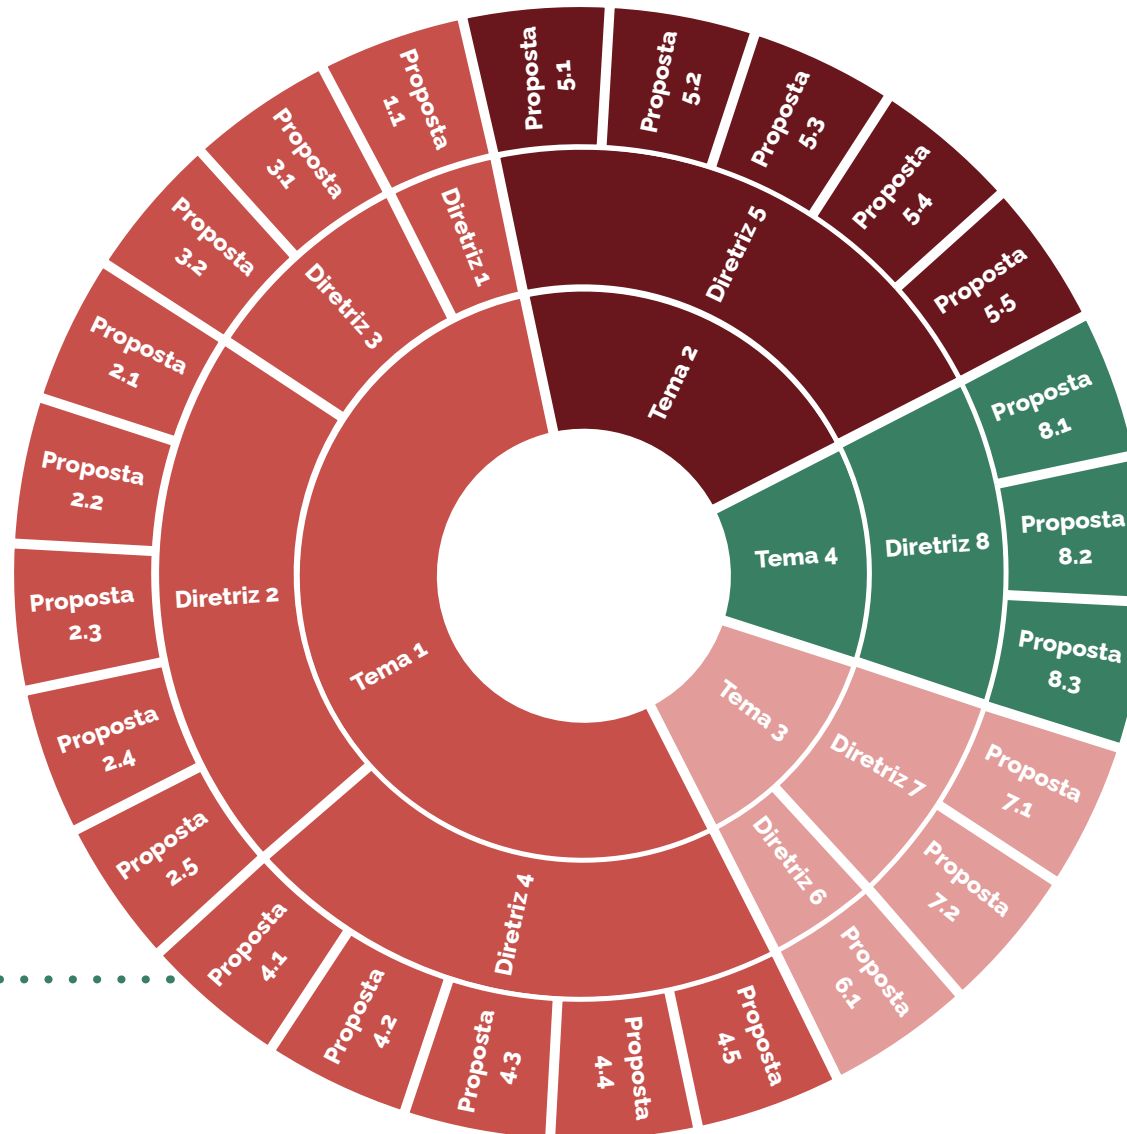 Tema 1
Tema 2
Tema 3
Tema 4
Diretriz 1
Diretriz 2
Diretriz 3
Diretriz 4
Diretriz 5
Diretriz 6
Diretriz 7
Diretriz 8
Proposta
1.1
Proposta
2.1
Proposta
2.2
Proposta
2.3
Proposta
2.4
Proposta
2.5
Proposta
3.1
Proposta
3.2
Proposta
4.1
Proposta
4.2
Proposta
4.3
Proposta
4.4
Proposta
4.5
Proposta
5.1
Proposta
5.2
Proposta
5.3
Proposta
5.4
Proposta
5.5
Proposta
6.1
Proposta
7.1
Proposta
7.2
Proposta
8.1
Proposta
8.2
Proposta
8.3